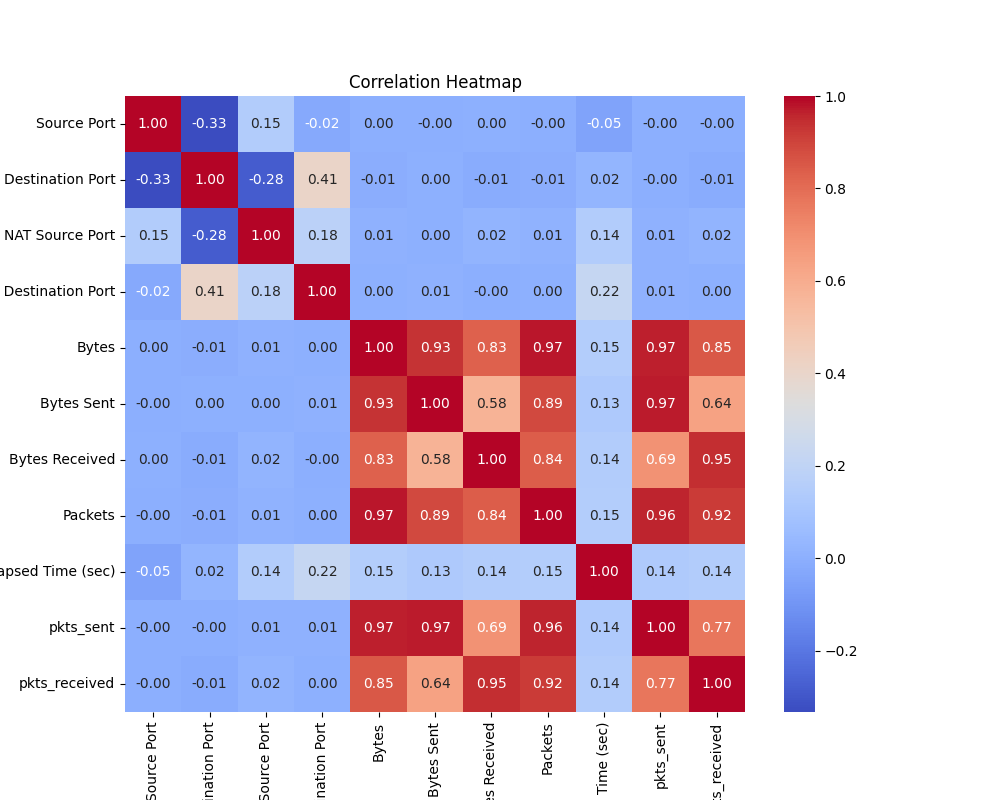 Correlation Heatmap
Source Port 1.00 -0.33 0.15 -0.02 0.00 -0.00 0.00 -0.00 -0.05 -0.00 -0.00
Destination Port -0.33 1.00 -0.28 0.41 -0.01 0.00 -0.01 -0.01 0.02 -0.00 -0.01
NAT Source Port 0.15 -0.28 1.00 0.18 0.01 0.00 0.02 0.01 0.14 0.01 0.02
Destination Port -0.02 0.41 0.18 1.00 0.00 0.01 -0.00 0.00 0.22 0.01 0.00
Bytes 0.00 -0.01 0.01 0.00 1.00 0.93 0.83 0.97 0.15 0.97 0.85
Bytes Sent -0.00 0.00 0.00 0.01 0.93 1.00 0.58 0.89 0.13 0.97 0.64
Bytes Received 0.00 -0.01 0.02 -0.00 0.83 0.58 1.00 0.84 0.14 0.69 0.95
Packets -0.00 -0.01 0.01 0.00 0.97 0.89 0.84 1.00 0.15 0.96 0.92
apsed Time (sec) -0.05 0.02 0.14 0.22 0.15 0.13 0.14 0.15 1.00 0.14 0.14
pkts_sent -0.00 -0.00 0.01 0.01 0.97 0.97 0.69 0.96 0.14 1.00 0.77
pkts_received -0.00 -0.01 0.02 0.00 0.85 0.64 0.95 0.92 0.14 0.77 1.00
Source Port
ination Port
Source Port
nation Port
Bytes
Bytes Sent
es Received
Packets
Time (sec)
pkts_sent
ts_received
1.0
0.8
0.6
0.4
0.2
0.0
−0.2